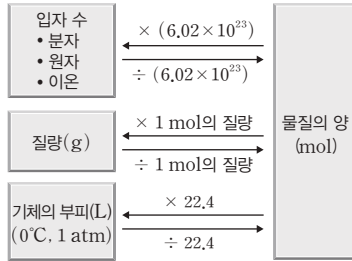 입자 수
• 분자
• 원자
• 이온
× (6.02×10²³)
÷ (6.02×10²³)
질량(g)
× 1 mol의 질량
÷ 1 mol의 질량
기체의 부피(L)
(0℃, 1 atm)
× 22.4
÷ 22.4
물질의 양
(mol)